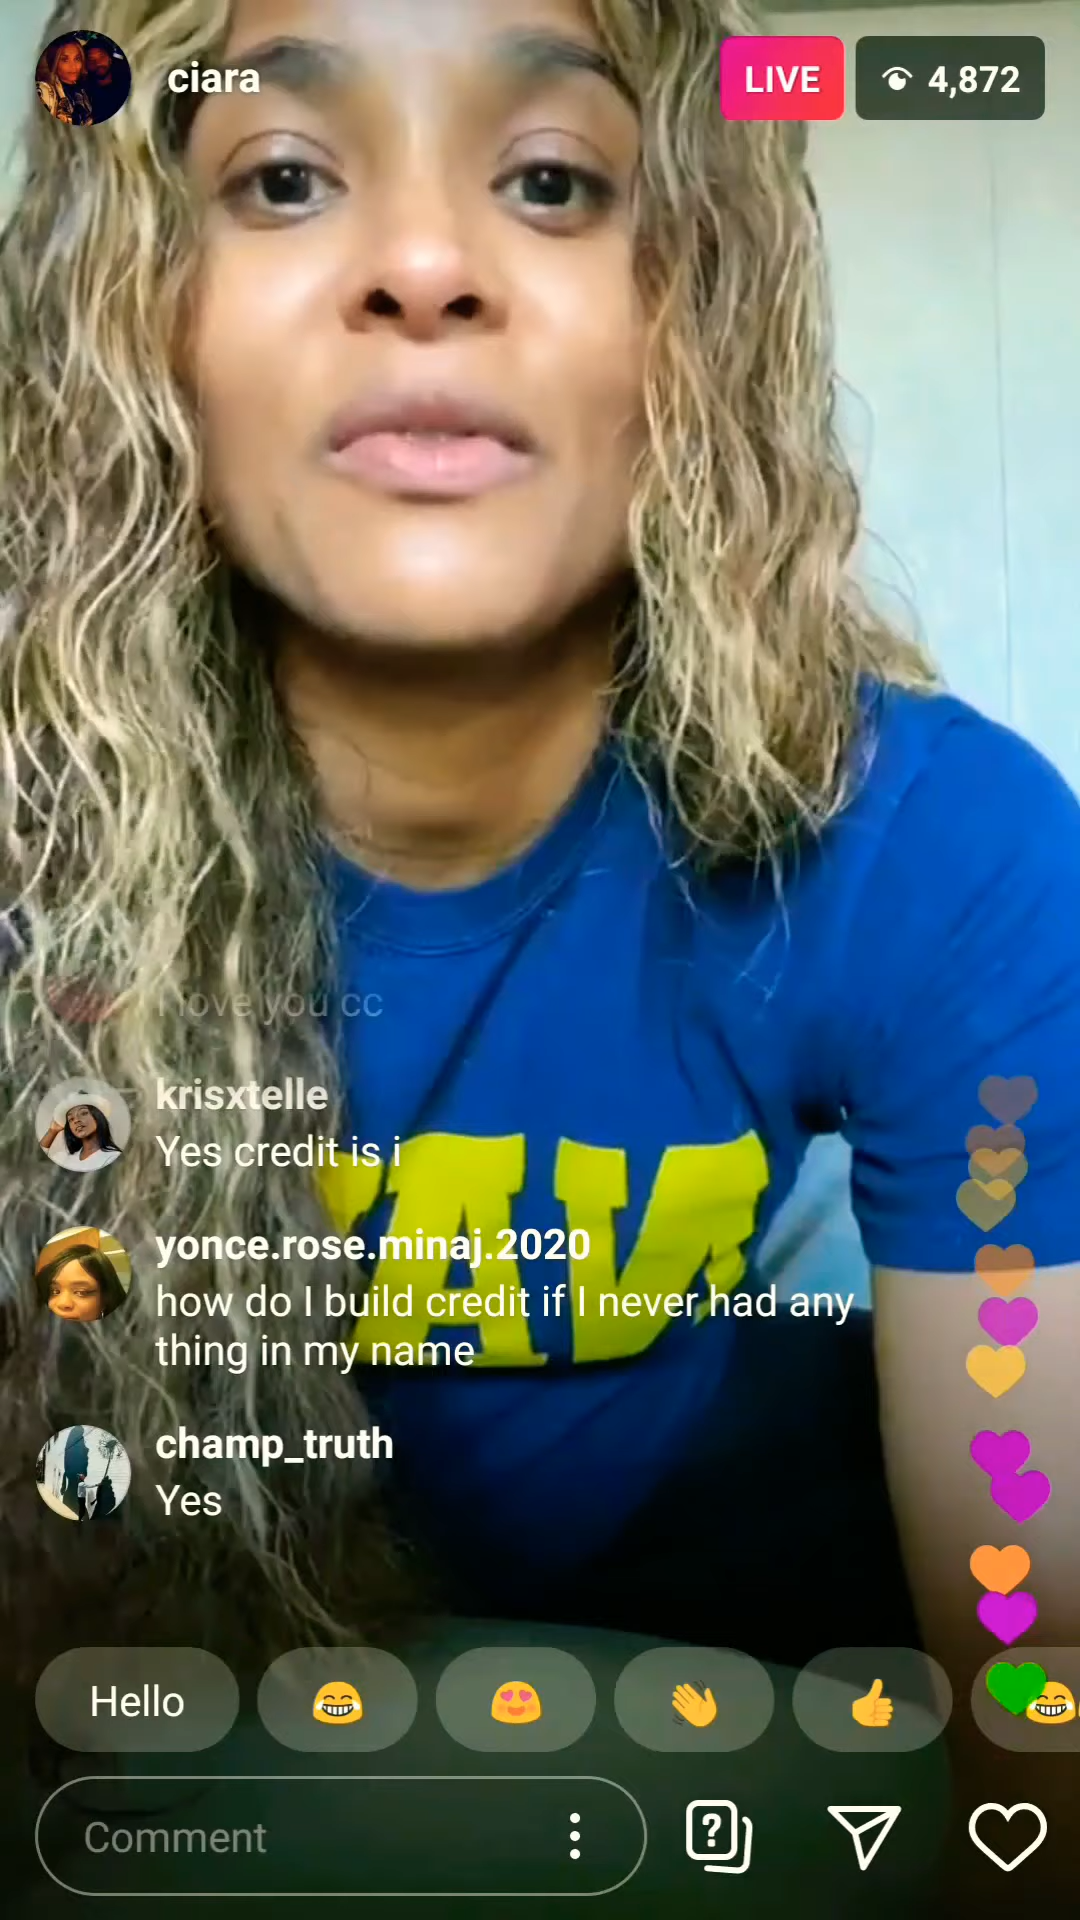 ciara
LIVE
4,872
I love you cc
krisxtelle
Yes credit is i
yonce.rose.minaj.2020
how do I build credit if I never had any
thing in my name
champ_truth
Yes
Hello
Comment